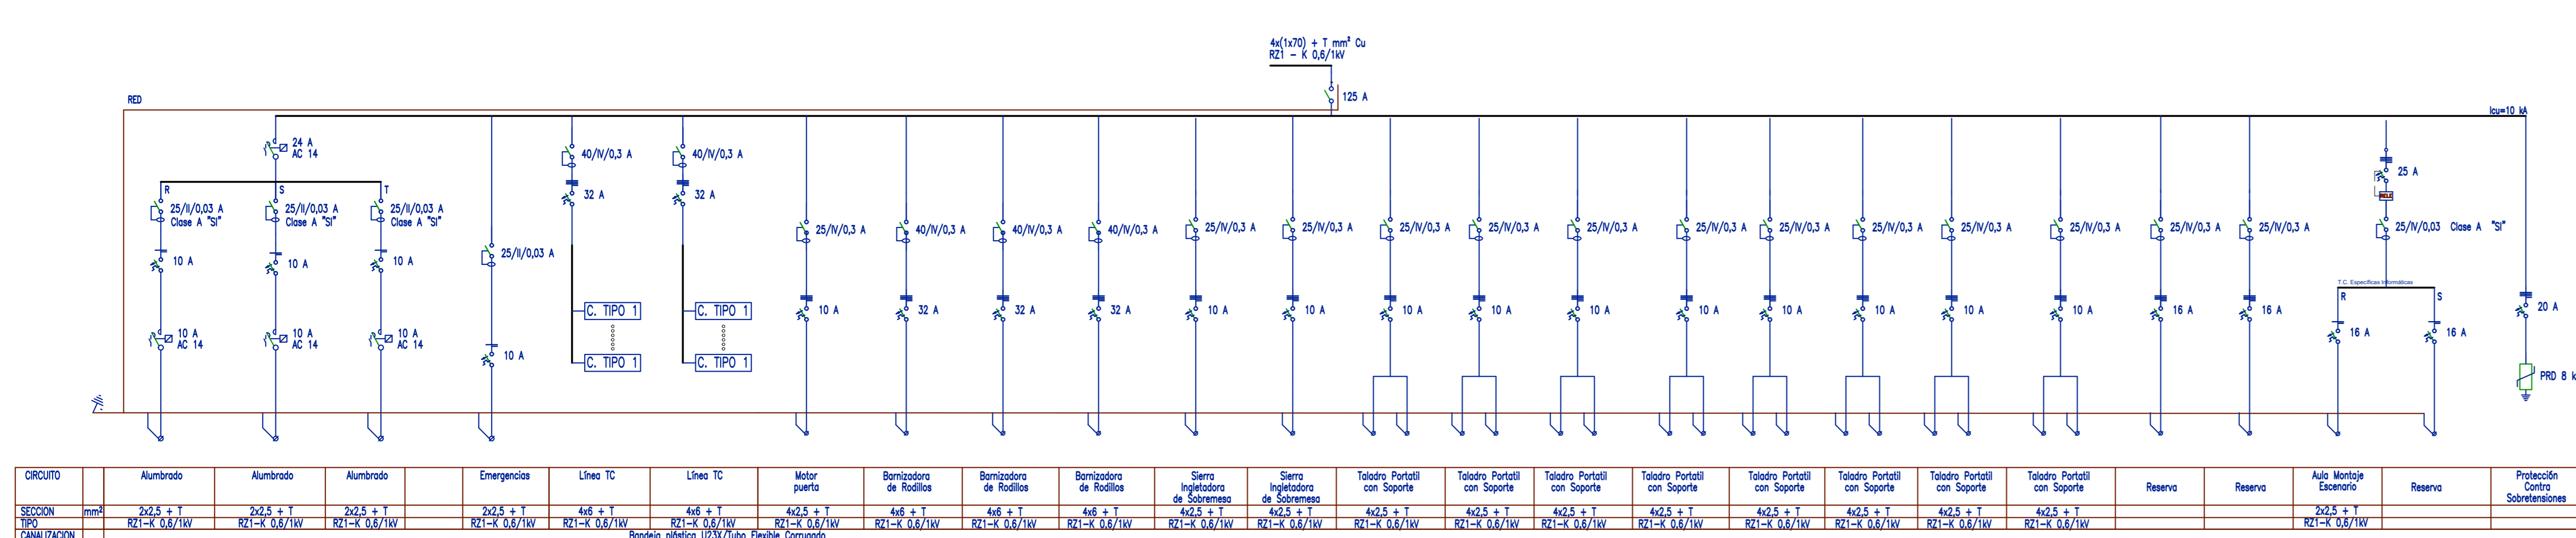 4x(1x70) + T mm² Cu
RZ1 - K 0,6/1kV
125 A
RED
Icu=10 kA
24 A
AC 14
R
S
T
25/II/0,03 A
Clase A "SI"
25/II/0,03 A
Clase A "SI"
25/II/0,03 A
Clase A "SI"
10 A
10 A
10 A
10 A
AC 14
10 A
AC 14
10 A
AC 14
25/II/0,03 A
10 A
40/IV/0,3 A
32 A
C. TIPO 1
C. TIPO 1
40/IV/0,3 A
32 A
C. TIPO 1
C. TIPO 1
25/IV/0,3 A
10 A
40/IV/0,3 A
32 A
40/IV/0,3 A
32 A
40/IV/0,3 A
32 A
25/IV/0,3 A
10 A
25/IV/0,3 A
10 A
25/IV/0,3 A
10 A
25/IV/0,3 A
10 A
25/IV/0,3 A
10 A
25/IV/0,3 A
10 A
25/IV/0,3 A
10 A
25/IV/0,3 A
10 A
25/IV/0,3 A
10 A
25/IV/0,3 A
10 A
25/IV/0,3 A
16 A
25/IV/0,3 A
16 A
25 A
25/IV/0,03 Clase A "SI"
T.C. Específicas Informáticas
R
S
16 A
16 A
20 A
PRD 8 k
CIRCUITO
Alumbrado
Alumbrado
Alumbrado
Emergencias
Línea TC
Línea TC
Motor
puerta
Barnizadora
de Rodillos
Barnizadora
de Rodillos
Barnizadora
de Rodillos
Sierra
Ingletadora
de Sobremesa
Sierra
Ingletadora
de Sobremesa
Taladro Portatil
con Soporte
Taladro Portatil
con Soporte
Taladro Portatil
con Soporte
Taladro Portatil
con Soporte
Taladro Portatil
con Soporte
Taladro Portatil
con Soporte
Taladro Portatil
con Soporte
Taladro Portatil
con Soporte
Reserva
Reserva
Aula Montaje
Escenario
Reserva
Protección
Contra
Sobretensiones
SECCION mm² 2x2,5 + T 2x2,5 + T 2x2,5 + T 2x2,5 + T 4x6 + T 4x6 + T 4x2,5 + T 4x6 + T 4x6 + T 4x6 + T 4x2,5 + T 4x2,5 + T 4x2,5 + T 4x2,5 + T 4x2,5 + T 4x2,5 + T 4x2,5 + T 4x2,5 + T 4x2,5 + T 4x2,5 + T 2x2,5 + T
TIPO RZ1-K 0,6/1kV RZ1-K 0,6/1kV RZ1-K 0,6/1kV RZ1-K 0,6/1kV RZ1-K 0,6/1kV RZ1-K 0,6/1kV RZ1-K 0,6/1kV RZ1-K 0,6/1kV RZ1-K 0,6/1kV RZ1-K 0,6/1kV RZ1-K 0,6/1kV RZ1-K 0,6/1kV RZ1-K 0,6/1kV RZ1-K 0,6/1kV RZ1-K 0,6/1kV RZ1-K 0,6/1kV RZ1-K 0,6/1kV RZ1-K 0,6/1kV RZ1-K 0,6/1kV RZ1-K 0,6/1kV RZ1-K 0,6/1kV
CANALIZACION Bandeja plástica U23X/Tubo Flexible Corrugado